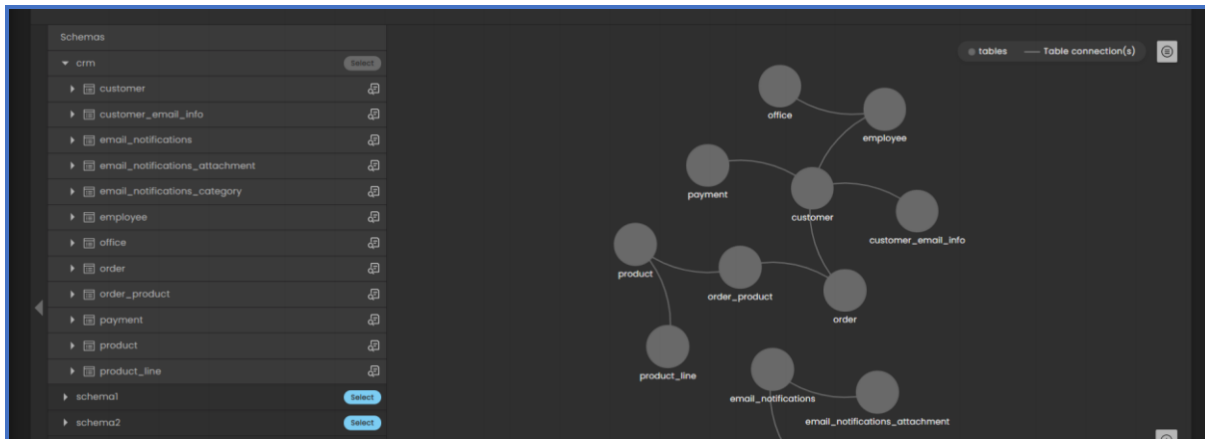 Schemas
crm
Select
customer
customer_email_info
email_notifications
email_notifications_attachment
email_notifications_category
employee
office
order
order_product
payment
product
product_line
schema1
Select
schema2
Select
tables
Table connection(s)
office
employee
payment
customer
customer_email_info
product
order_product
order
product_line
email_notifications
email_notifications_attachment